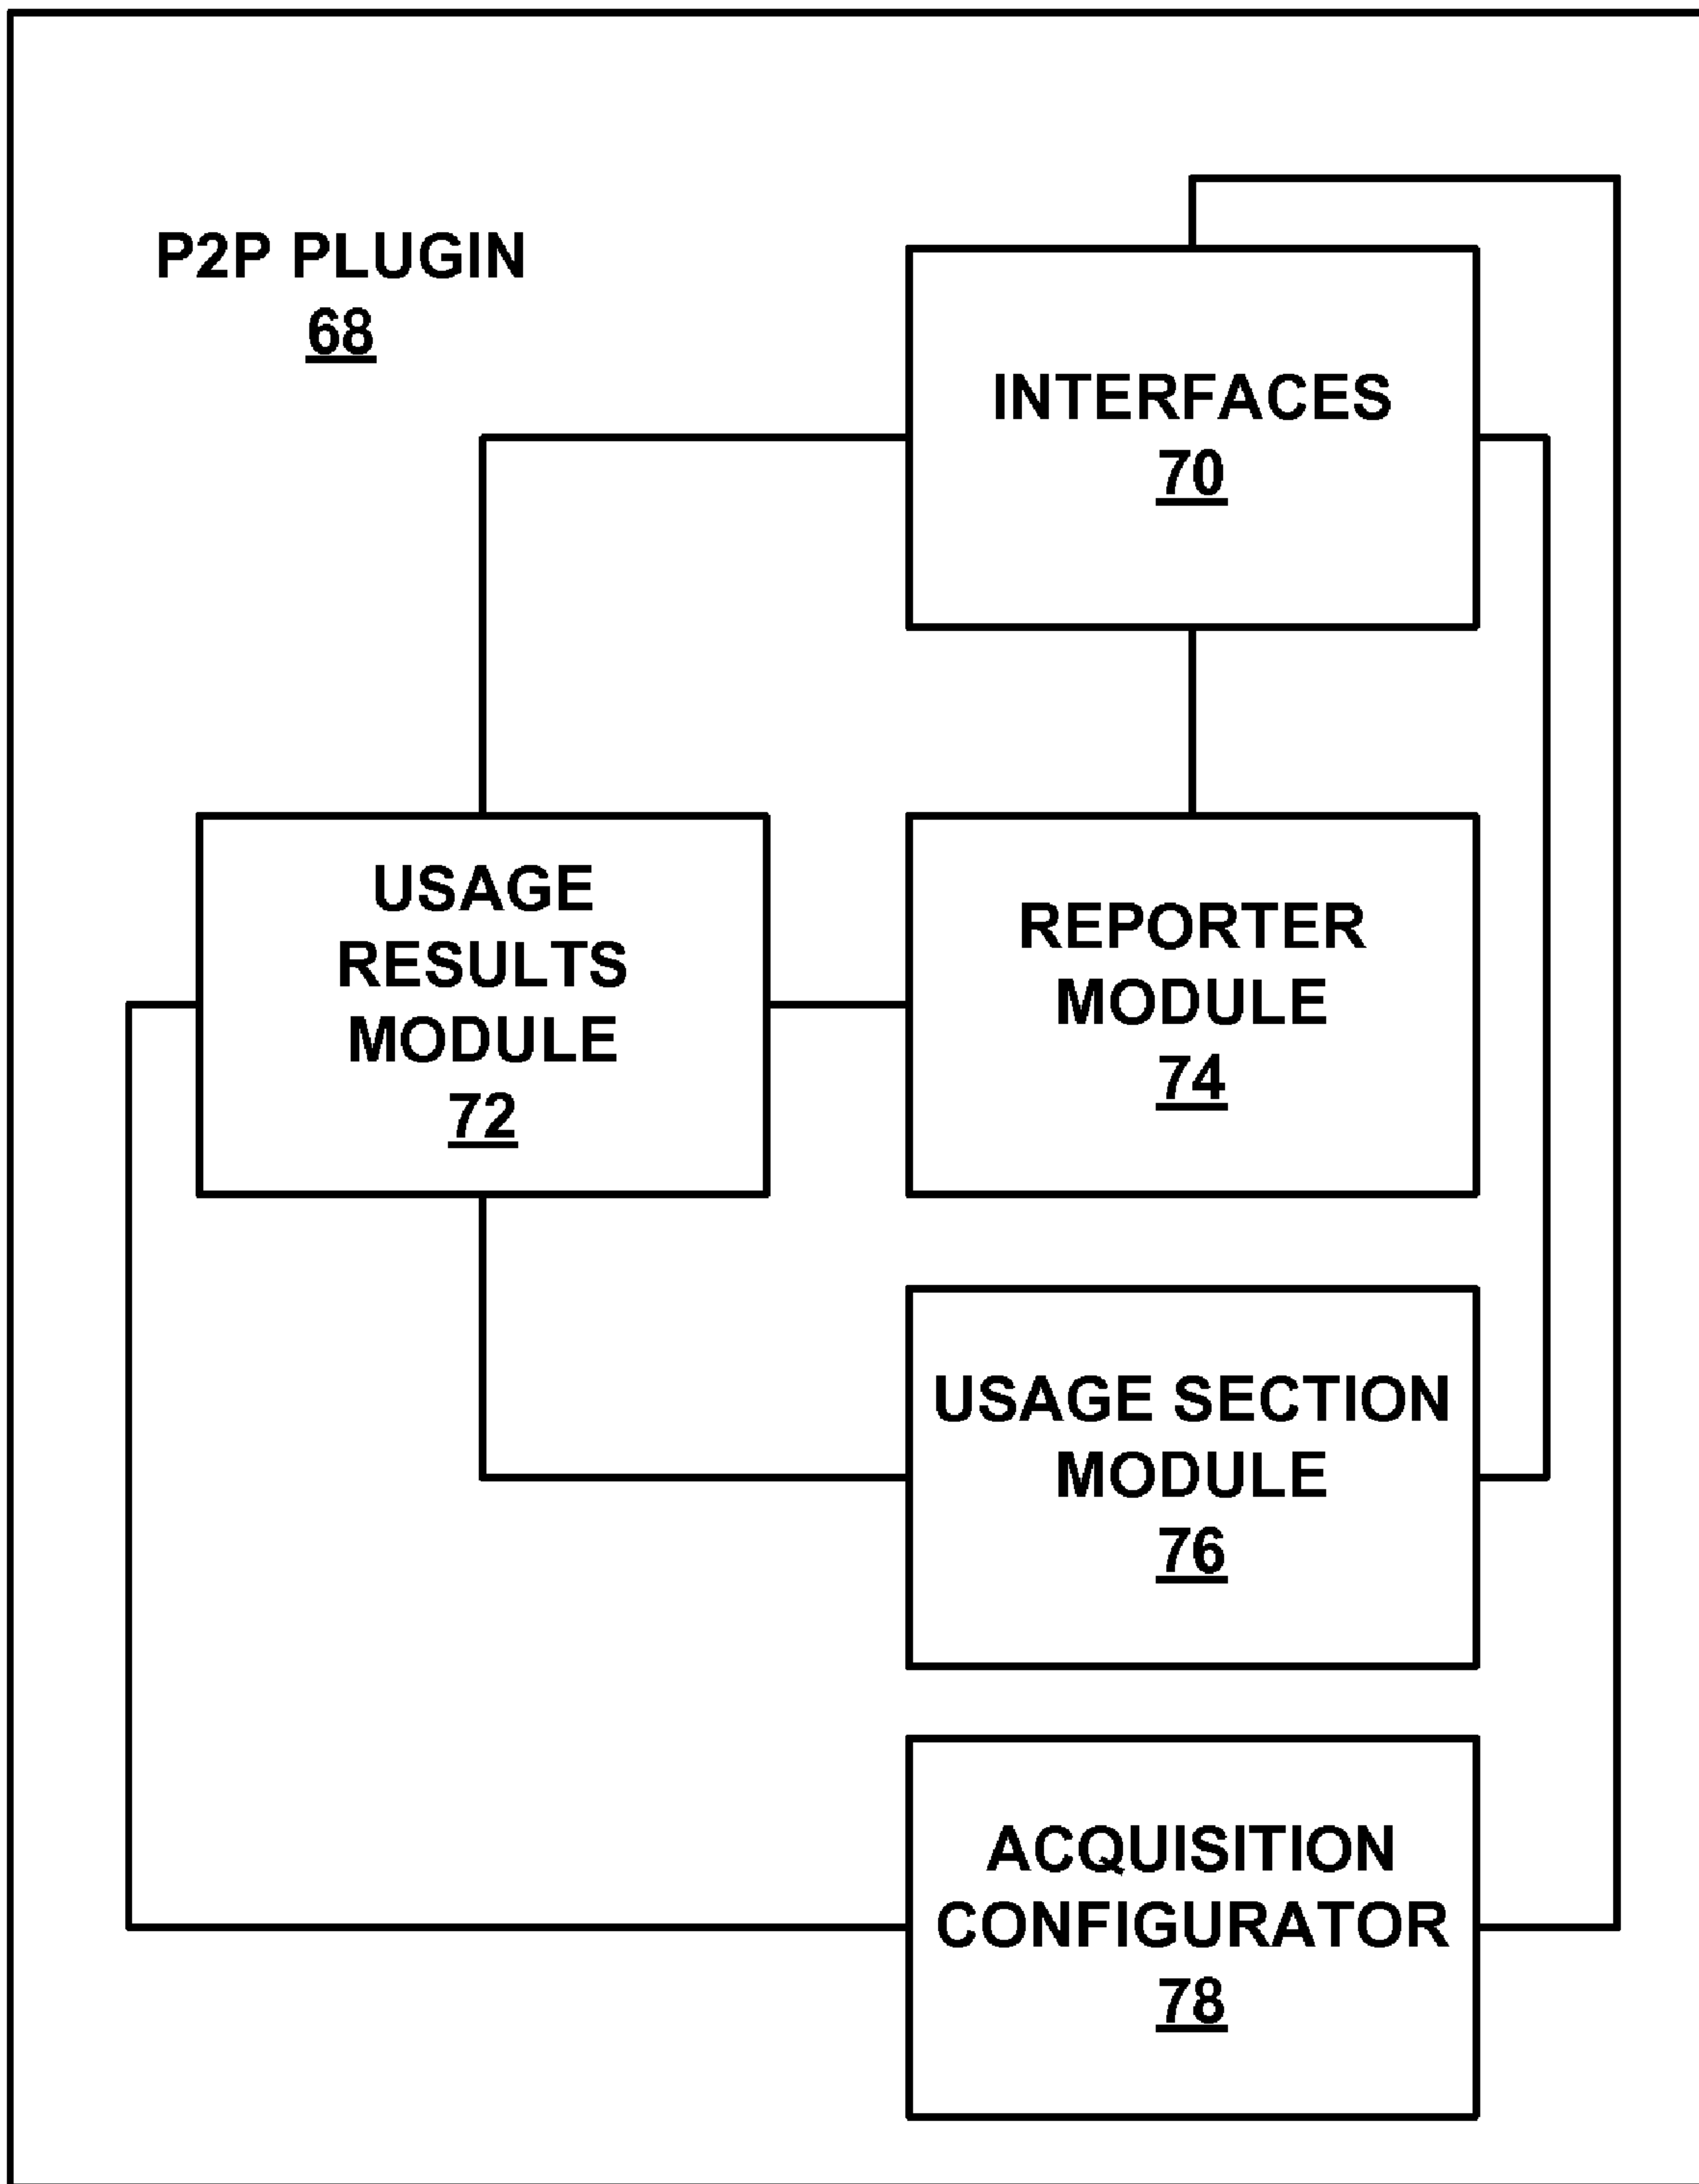 P2P PLUGIN
68
INTERFACES
70
USAGE
RESULTS
MODULE
72
REPORTER
MODULE
74
USAGE SECTION
MODULE
76
ACQUISITION
CONFIGURATOR
78